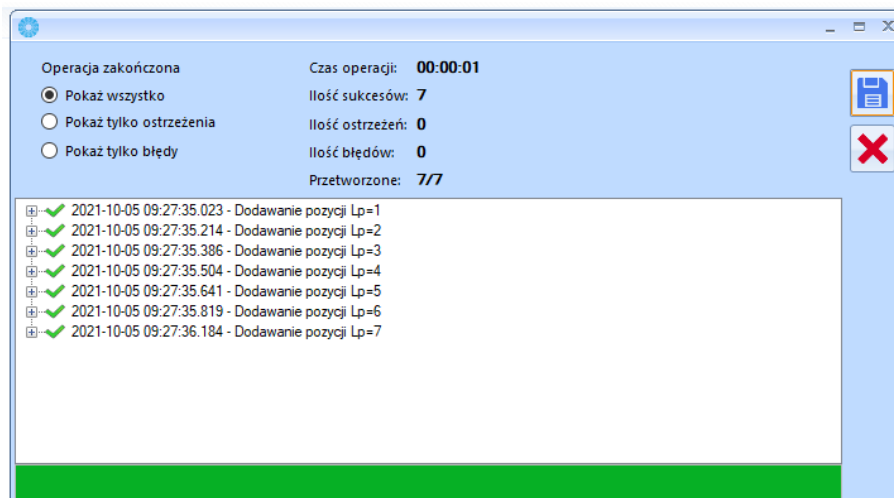 Operacja zakończona
Czas operacji: 00:00:01
Pokaż wszystko
Ilość sukcesów: 7
Pokaż tylko ostrzeżenia
Ilość ostrzeżeń: 0
Pokaż tylko błędy
Ilość błędów: 0
Przetworzone: 7/7
2021-10-05 09:27:35.023 - Dodawanie pozycji Lp=1
2021-10-05 09:27:35.214 - Dodawanie pozycji Lp=2
2021-10-05 09:27:35.386 - Dodawanie pozycji Lp=3
2021-10-05 09:27:35.504 - Dodawanie pozycji Lp=4
2021-10-05 09:27:35.641 - Dodawanie pozycji Lp=5
2021-10-05 09:27:35.819 - Dodawanie pozycji Lp=6
2021-10-05 09:27:36.184 - Dodawanie pozycji Lp=7